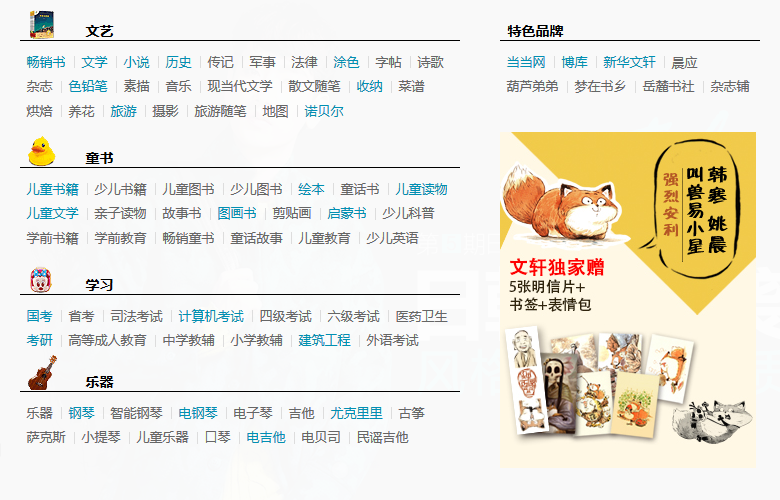 文艺
畅销书 文学 小说 历史 传记 军事 法律 涂色 字帖 诗歌
杂志 色铅笔 素描 音乐 现当代文学 散文随笔 收纳 菜谱
烘焙 养花 旅游 摄影 旅游随笔 地图 诺贝尔
童书
儿童书籍 少儿书籍 儿童图书 少儿图书 绘本 童话书 儿童读物
儿童文学 亲子读物 故事书 图画书 剪贴画 启蒙书 少儿科普
学前书籍 学前教育 畅销童书 童话故事 儿童教育 少儿英语
学习
国考 省考 司法考试 计算机考试 四级考试 六级考试 医药卫生
考研 高等成人教育 中学教辅 小学教辅 建筑工程 外语考试
乐器
乐器 钢琴 智能钢琴 电钢琴 电子琴 吉他 尤克里里 古筝
萨克斯 小提琴 儿童乐器 口琴 电吉他 电贝司 民谣吉他
特色品牌
当当网 博库 新华文轩 晨应
葫芦弟弟 梦在书乡 岳麓书社 杂志铺
韩寒 姚晨
叫兽易小星
强烈安利
文轩独家赠
5张明信片+
书签+表情包